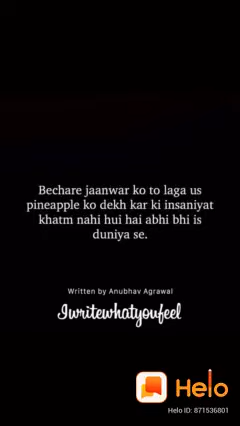 Bechare jaanwar ko to laga us
pineapple ko dekh kar ki insaniyat
khatm nahi hui hai abhi bhi is
duniya se.
Written by Anubhav Agrawal
Iwritewhatyoufeel
Helo
Helo ID: 871536801